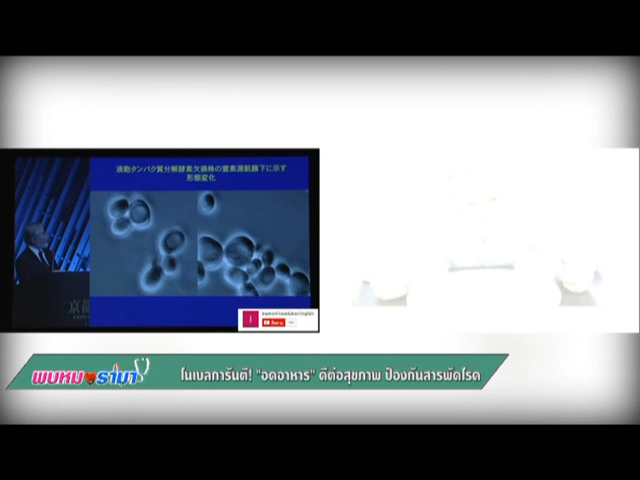 液胞タンパク質分解酵素欠損株の窒素源飢餓下に示す
形態変化
京都
พบหมอรามา
โนเบลการันตี! "อดอาหาร" ดีต่อสุขภาพ ป้องกันสารพัดโรค